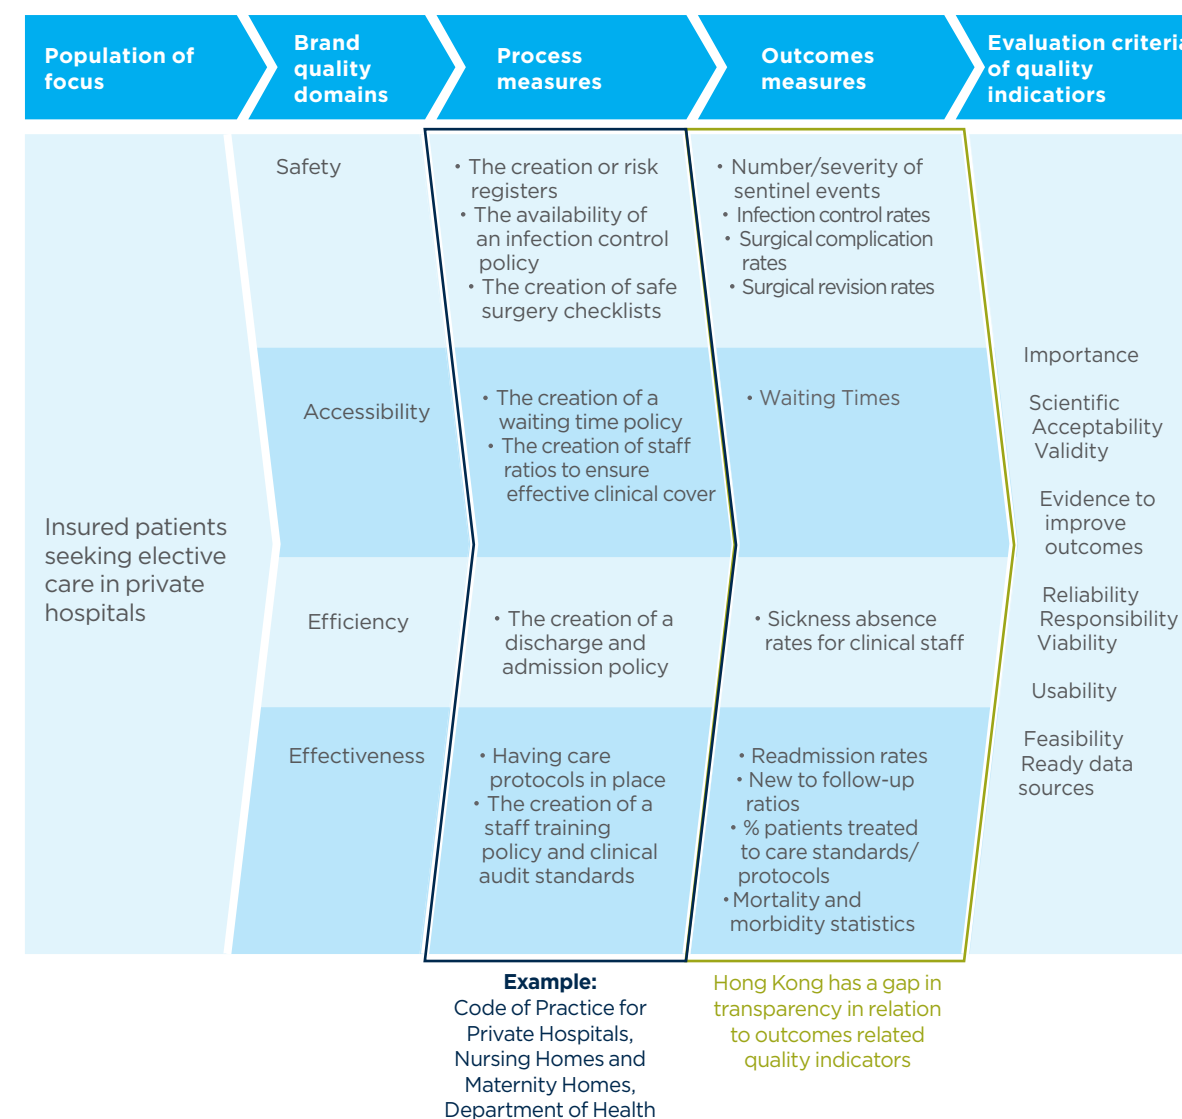 Population of
focus
Brand
quality
domains
Process
measures
Outcomes
measures
Evaluation criteria
of quality
indicatiors
Insured patients
seeking elective
care in private
hospitals
Safety
• The creation or risk
registers
• The availability of
an infection control
policy
• The creation of safe
surgery checklists
• Number/severity of
sentinel events
• Infection control rates
• Surgical complication
rates
• Surgical revision rates
Accessibility
• The creation of a
waiting time policy
• The creation of staff
ratios to ensure
effective clinical cover
• Waiting Times
Efficiency
• The creation of a
discharge and
admission policy
• Sickness absence
rates for clinical staff
Effectiveness
• Having care
protocols in place
• The creation of a
staff training
policy and clinical
audit standards
• Readmission rates
• New to follow-up
ratios
• % patients treated
to care standards/
protocols
• Mortality and
morbidity statistics
Importance
Scientific
Acceptability
Validity
Evidence to
improve
outcomes
Reliability
Responsibility
Viability
Usability
Feasibility
Ready data
sources
Example:
Code of Practice for
Private Hospitals,
Nursing Homes and
Maternity Homes,
Department of Health
Hong Kong has a gap in
transparency in relation
to outcomes related
quality indicators